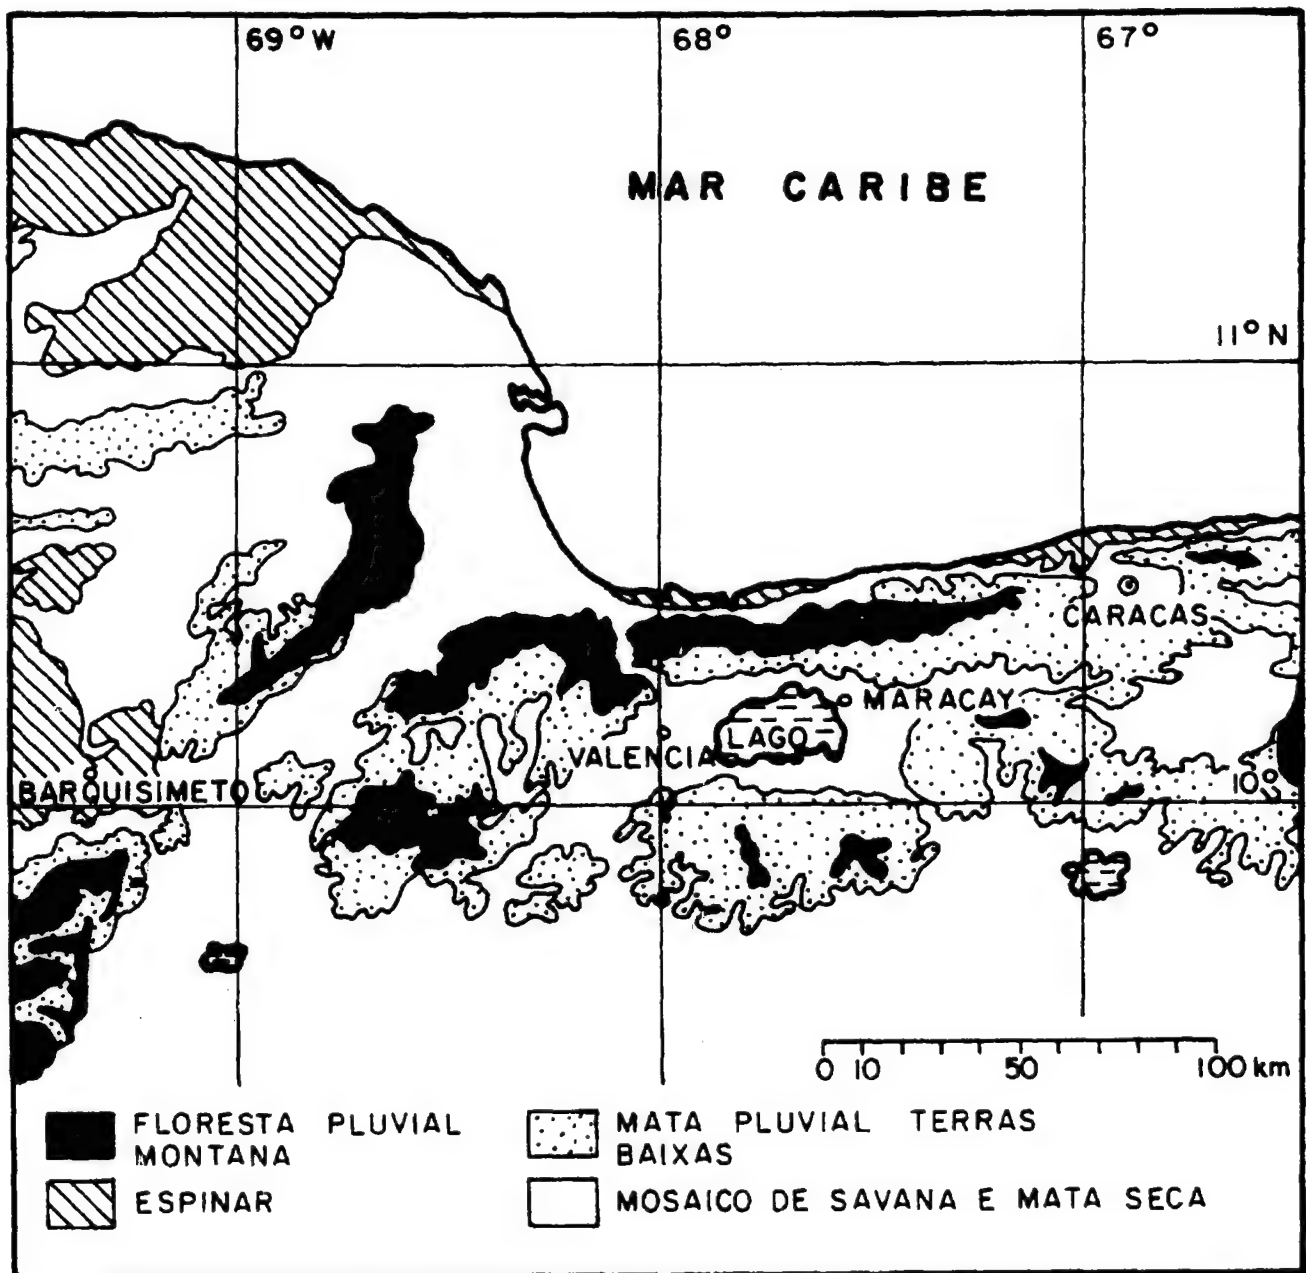 69° W
68°
67°
MAR CARIBE
11° N
CARACAS
MARACAY
LAGO
VALENCIA
10°
BARQUISIMETO
0 10 50 100 km
FLORESTA PLUVIAL
MONTANA
MATA PLUVIAL TERRAS
BAIXAS
ESPINAR
MOSAICO DE SAVANA E MATA SECA